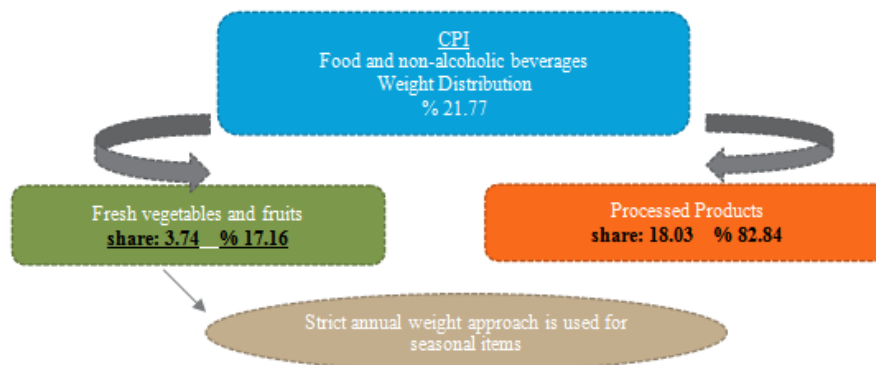 CPI
Food and non-alcoholic beverages
Weight Distribution
% 21.77
Fresh vegetables and fruits
share: 3.74 % 17.16
Processed Products
share: 18.03 % 82.84
Strict annual weight approach is used for
seasonal items